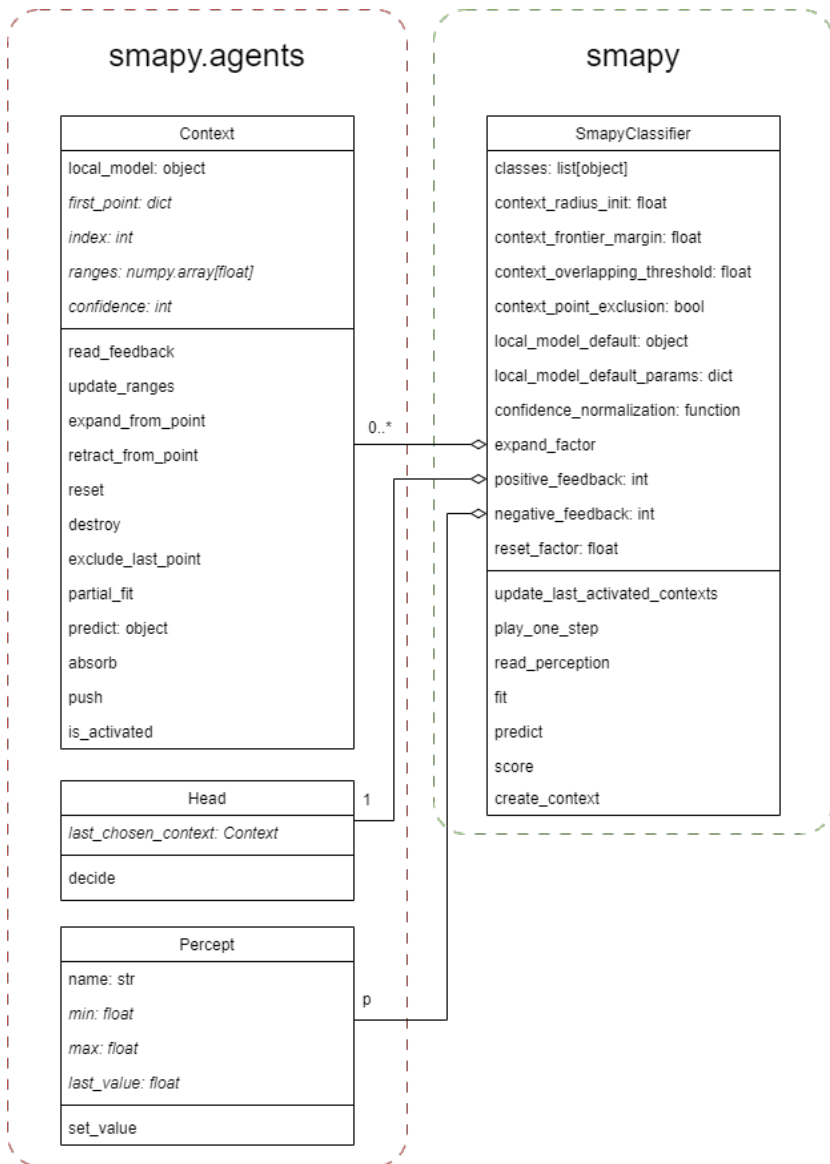 smapy.agents
Context
local_model: object
first_point: dict
index: int
ranges: numpy.array[float]
confidence: int
read_feedback
update_ranges
expand_from_point
retract_from_point
reset
destroy
exclude_last_point
partial_fit
predict: object
absorb
push
is_activated
0..*
Head
last_chosen_context: Context
decide
1
Percept
name: str
min: float
max: float
last_value: float
set_value
p
smapy
SmapyClassifier
classes: list[object]
context_radius_init: float
context_frontier_margin: float
context_overlapping_threshold: float
context_point_exclusion: bool
local_model_default: object
local_model_default_params: dict
confidence_normalization: function
expand_factor
positive_feedback: int
negative_feedback: int
reset_factor: float
update_last_activated_contexts
play_one_step
read_perception
fit
predict
score
create_context